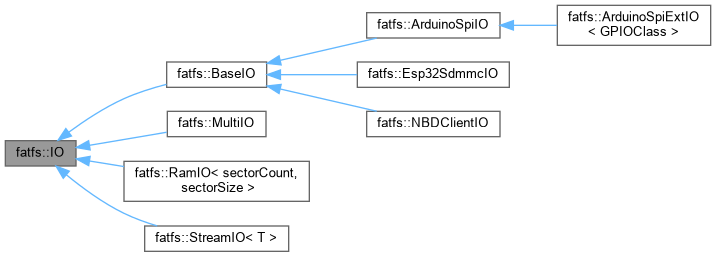 fatfs::IO
fatfs::BaseIO
fatfs::ArduinoSpiIO
fatfs::ArduinoSpiExtIO
< GPIOClass >
fatfs::Esp32SdmmcIO
fatfs::NBDClientIO
fatfs::MultiIO
fatfs::RamIO< sectorCount,
sectorSize >
fatfs::StreamIO< T >